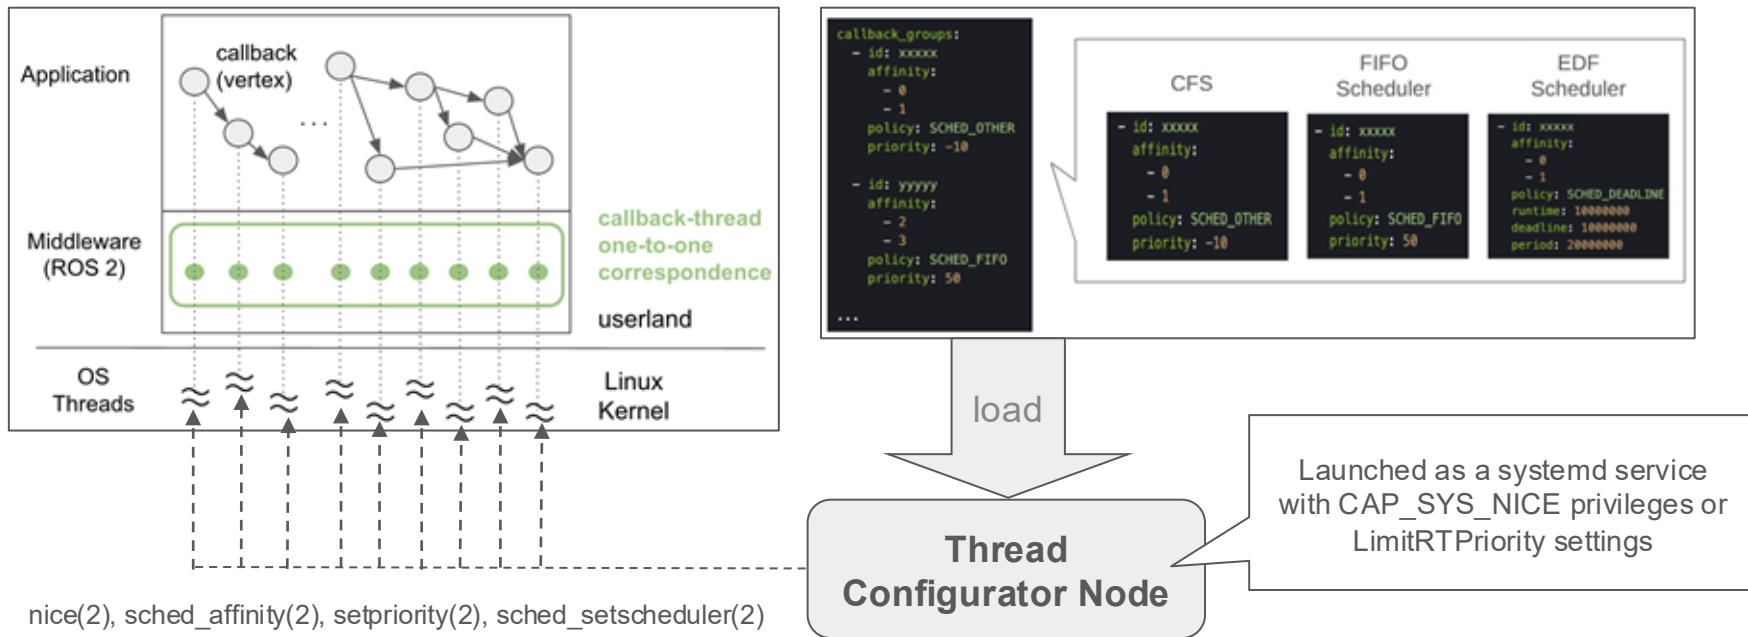 Application
callback
(vertex)
...
Middleware
(ROS 2)
callback-thread
one-to-one
correspondence
userland
OS
Threads
Linux
Kernel
nice(2), sched_affinity(2), setpriority(2), sched_setscheduler(2)
callback_groups:
- id: xxxxx
affinity:
- 0
- 1
policy: SCHED_OTHER
priority: -10
- id: yyyyy
affinity:
- 2
- 3
policy: SCHED_FIFO
priority: 50
...
CFS
- id: xxxxx
affinity:
- 0
- 1
policy: SCHED_OTHER
priority: -10
FIFO
Scheduler
- id: xxxxx
affinity:
- 0
- 1
policy: SCHED_FIFO
priority: 50
EDF
Scheduler
- id: xxxxx
affinity:
- 0
- 1
policy: SCHED_DEADLINE
runtime: 10000000
deadline: 10000000
period: 20000000
load
Thread
Configurator Node
Launched as a systemd service
with CAP_SYS_NICE privileges or
LimitRTPriority settings